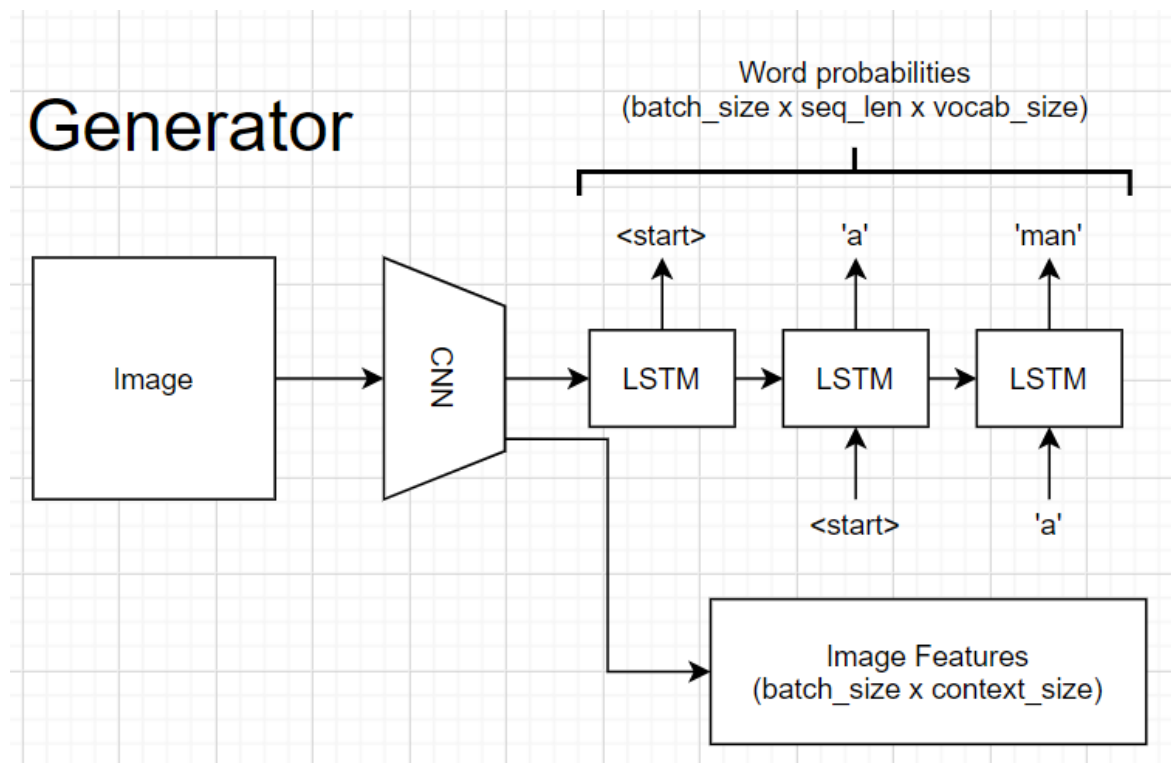 Generator
Word probabilities
(batch_size x seq_len x vocab_size)
<start>
'a'
'man'
Image
CNN
LSTM
LSTM
LSTM
<start>
'a'
Image Features
(batch_size x context_size)